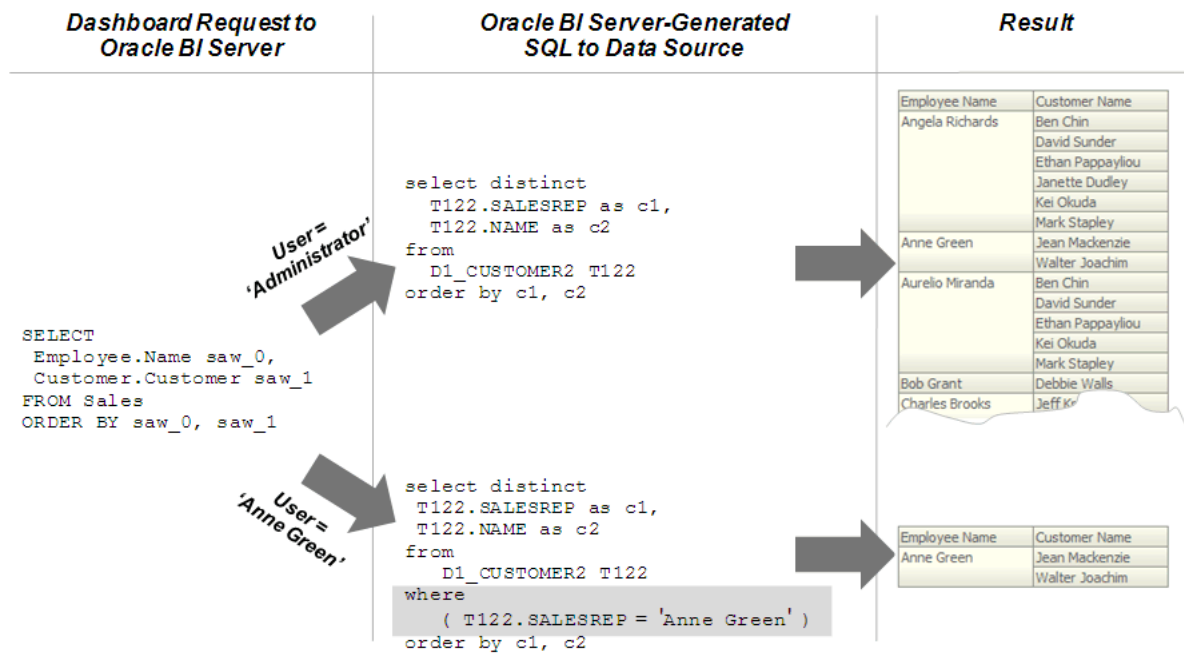 Dashboard Request to
Oracle BI Server
Oracle BI Server-Generated
SQL to Data Source
Result
SELECT
Employee.Name saw_0,
Customer.Customer saw_1
FROM Sales
ORDER BY saw_0, saw_1
User =
‘Administrator’
select distinct
T122.SALESREP as c1,
T122.NAME as c2
from
D1_CUSTOMER2 T122
order by c1, c2
Employee Name Customer Name
Angela Richards Ben Chin
David Sunder
Ethan Pappayliou
Janette Dudley
Kei Okuda
Mark Stapley
Anne Green Jean Mackenzie
Walter Joachim
Aurelio Miranda Ben Chin
David Sunder
Ethan Pappayliou
Kei Okuda
Mark Stapley
Bob Grant Debbie Walls
Charles Brooks Jeff
User =
‘Anne Green’
select distinct
T122.SALESREP as c1,
T122.NAME as c2
from
D1_CUSTOMER2 T122
where
( T122.SALESREP = 'Anne Green' )
order by c1, c2
Employee Name Customer Name
Anne Green Jean Mackenzie
Walter Joachim